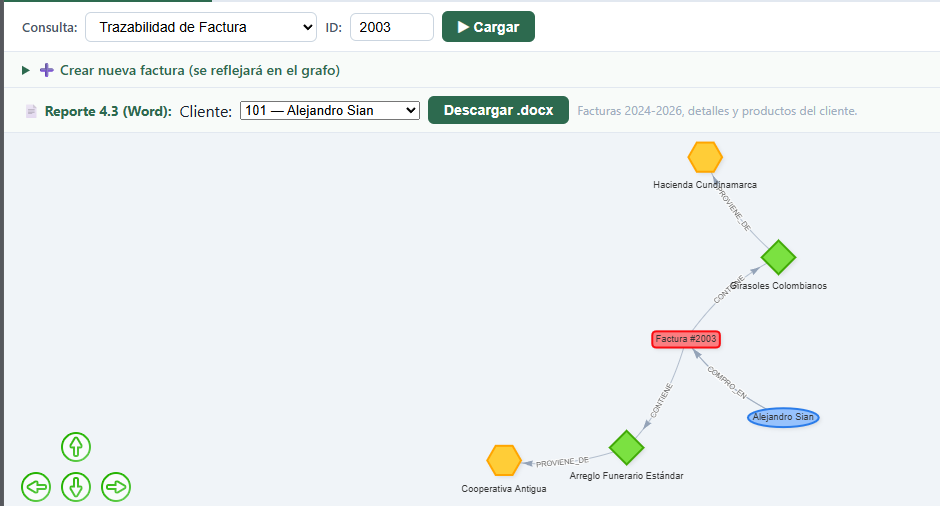 Consulta: Trazabilidad de Factura ID: 2003 ▶ Cargar
▶ ➕ Crear nueva factura (se reflejará en el grafo)
Reporte 4.3 (Word): Cliente: 101 — Alejandro Sian Descargar .docx Facturas 2024-2026, detalles y productos del cliente.
Hacienda Cundinamarca
PROVIENE_DE
Girasoles Colombianos
CONTIENE
Factura #2003
COMPRO_EN
CONTIENE
Alejandro Sian
PROVIENE_DE
Arreglo Funerario Estándar
Cooperativa Antigua